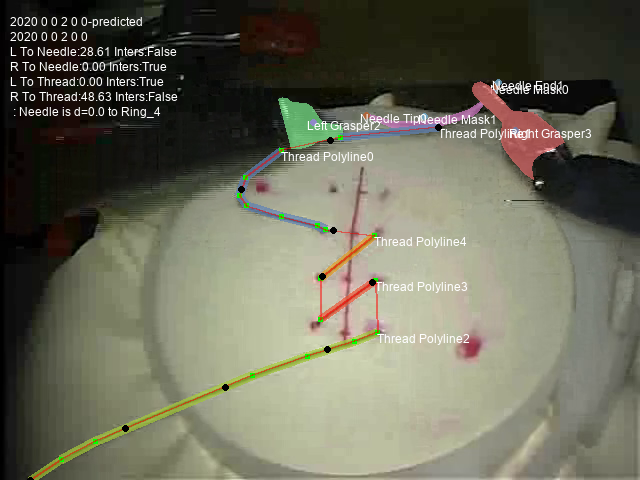 2020 0 0 2 0 0-predicted
2020 0 0 2 0 0
L To Needle:28.61 Inters:False
R To Needle:0.00 Inters:True
L To Thread:0.00 Inters:True
R To Thread:48.63 Inters:False
: Needle is d=0.0 to Ring_4
Needle End1
Needle Mask0
Needle Tip0
Needle Mask1
Left Grasper2
Thread Polyline1
Right Grasper3
Thread Polyline0
Thread Polyline4
Thread Polyline3
Thread Polyline2